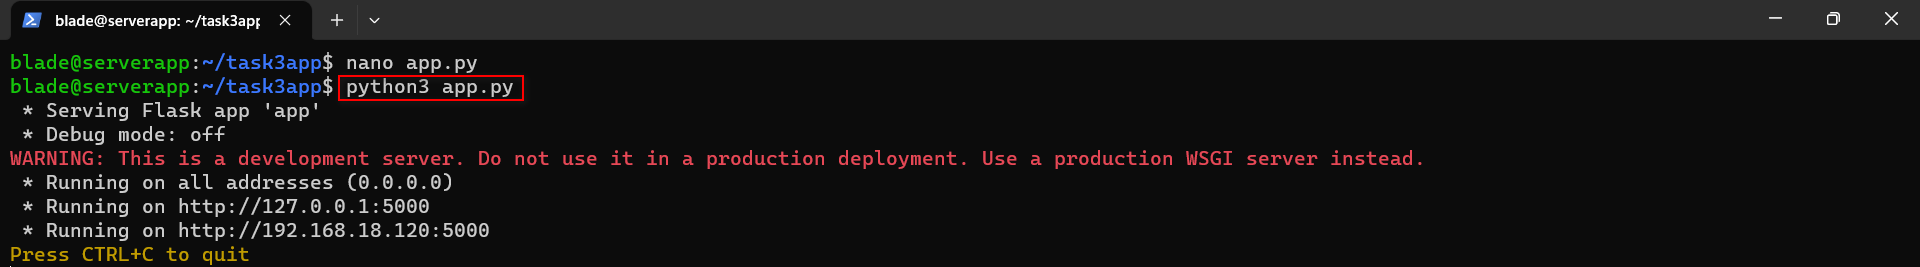 blade@serverapp: ~/task3app
blade@serverapp:~/task3app$ nano app.py
blade@serverapp:~/task3app$ python3 app.py
 * Serving Flask app 'app'
 * Debug mode: off
WARNING: This is a development server. Do not use it in a production deployment. Use a production WSGI server instead.
 * Running on all addresses (0.0.0.0)
 * Running on http://127.0.0.1:5000
 * Running on http://192.168.18.120:5000
Press CTRL+C to quit